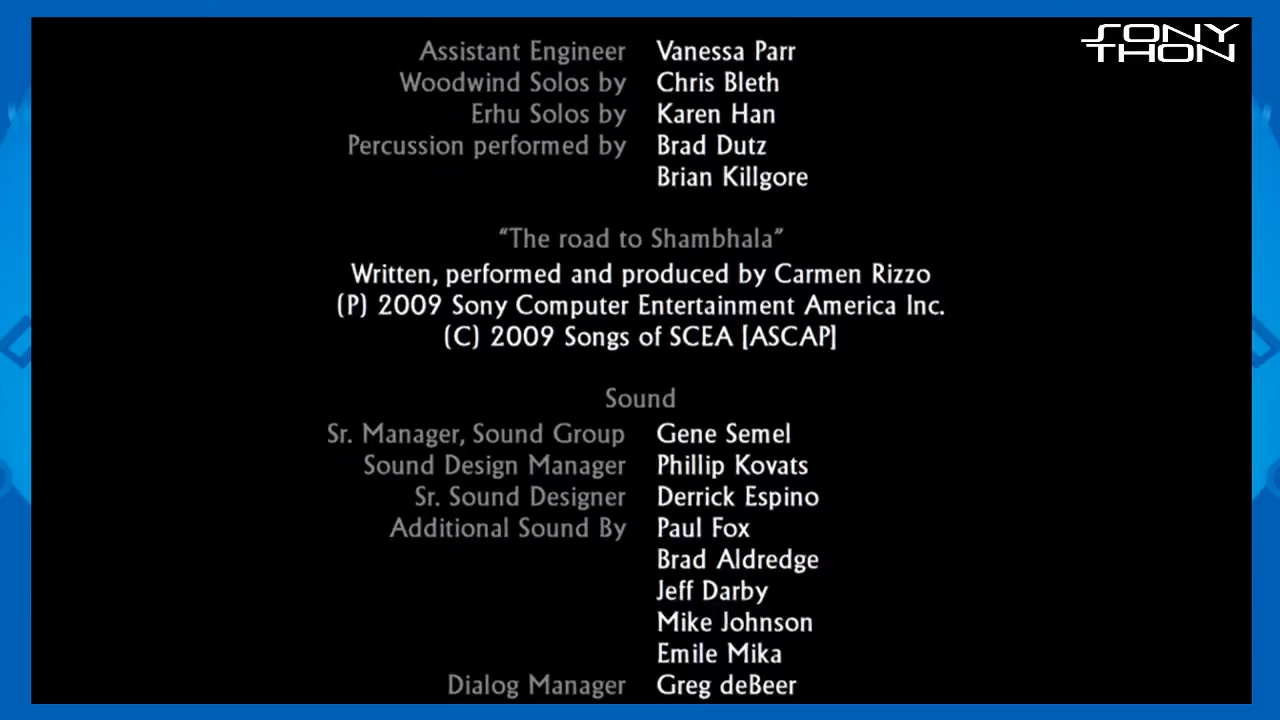 SONY
THON
Assistant Engineer Vanessa Parr
Woodwind Solos by Chris Bleth
Erhu Solos by Karen Han
Percussion performed by Brad Dutz
Brian Killgore
“The road to Shambhala”
Written, performed and produced by Carmen Rizzo
(P) 2009 Sony Computer Entertainment America Inc.
(C) 2009 Songs of SCEA [ASCAP]
Sound
Sr. Manager, Sound Group Gene Semel
Sound Design Manager Phillip Kovats
Sr. Sound Designer Derrick Espino
Additional Sound By Paul Fox
Brad Aldredge
Jeff Darby
Mike Johnson
Emile Mika
Dialog Manager Greg deBeer